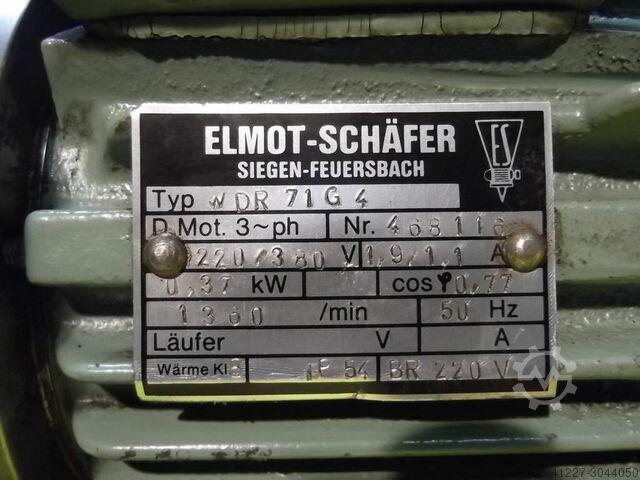 ELMOT-SCHÄFER
SIEGEN-FEUERSBACH
ES
Typ WDR 71 G 4
D Mot. 3~ph Nr. 468116
220/380 V 1,9/1,1 A
0,37 kW cos φ 0,77
1360 /min 50 Hz
Läufer V A
Wärme Kl. B IP 54 BR 220 V
41227-3044050